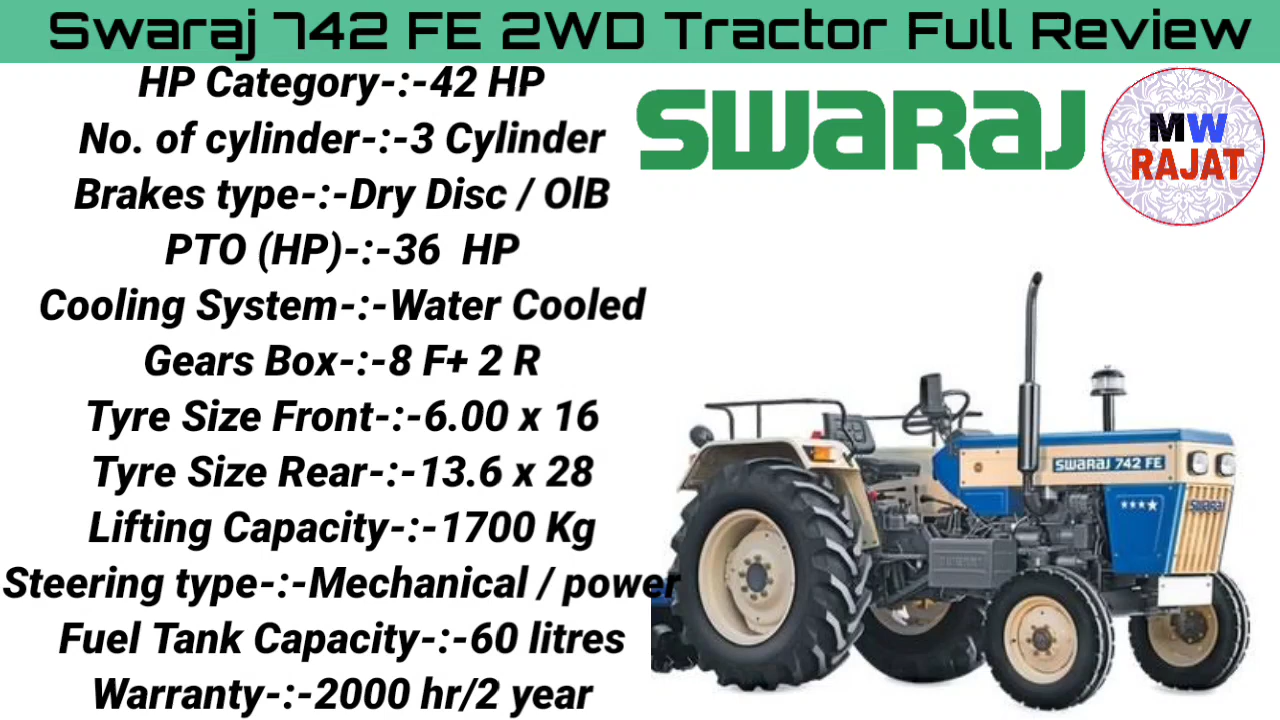 Swaraj 742 FE 2WD Tractor Full Review
HP Category-:-42 HP
No. of cylinder-:-3 Cylinder
Brakes type-:-Dry Disc / OlB
PTO (HP)-:-36 HP
Cooling System-:-Water Cooled
Gears Box-:-8 F+ 2 R
Tyre Size Front-:-6.00 x 16
Tyre Size Rear-:-13.6 x 28
Lifting Capacity-:-1700 Kg
Steering type-:-Mechanical / power
Fuel Tank Capacity-:-60 litres
Warranty-:-2000 hr/2 year
SWARAJ
MW
RAJAT
SWARAJ 742 FE
SWARAJ